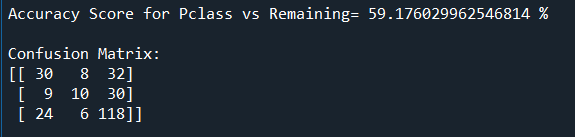 Accuracy Score for Pclass vs Remaining= 59.176029962546814 %
Confusion Matrix:
[[ 30   8  32]
 [  9  10  30]
 [ 24   6 118]]